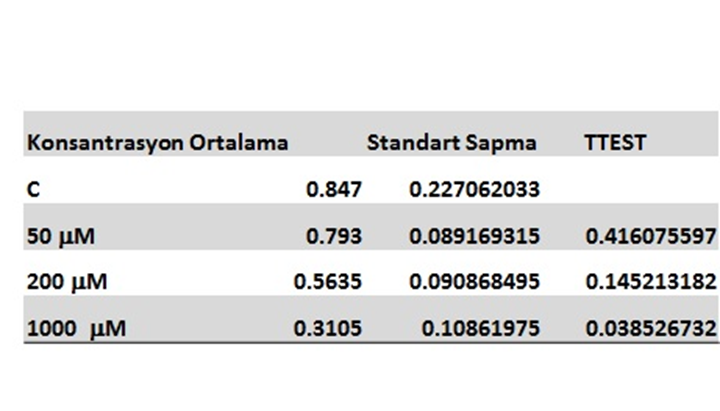 Konsantrasyon Ortalama Standart Sapma TTEST
C 0.847 0.227062033
50 μM 0.793 0.089169315 0.416075597
200 μM 0.5635 0.090868495 0.145213182
1000 μM 0.3105 0.10861975 0.038526732